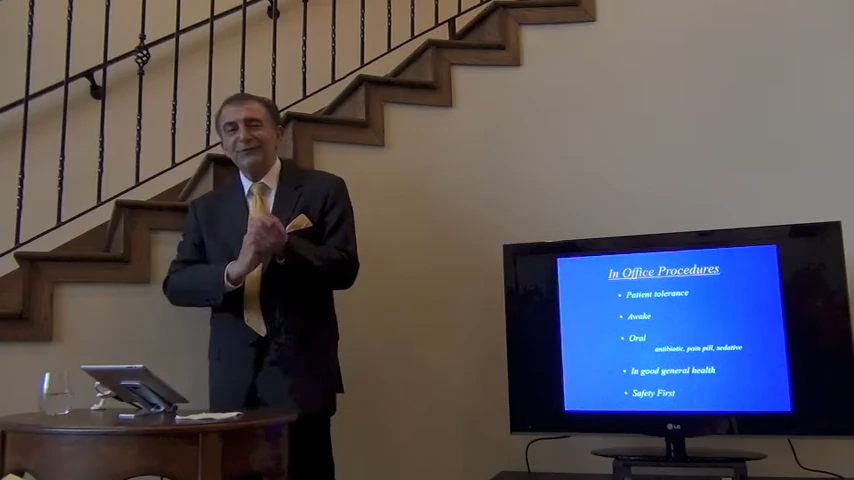 In Office Procedures
• Patient tolerance
• Awake
• Oral
antibiotic, pain pill, sedative
• In good general health
• Safety First
LG